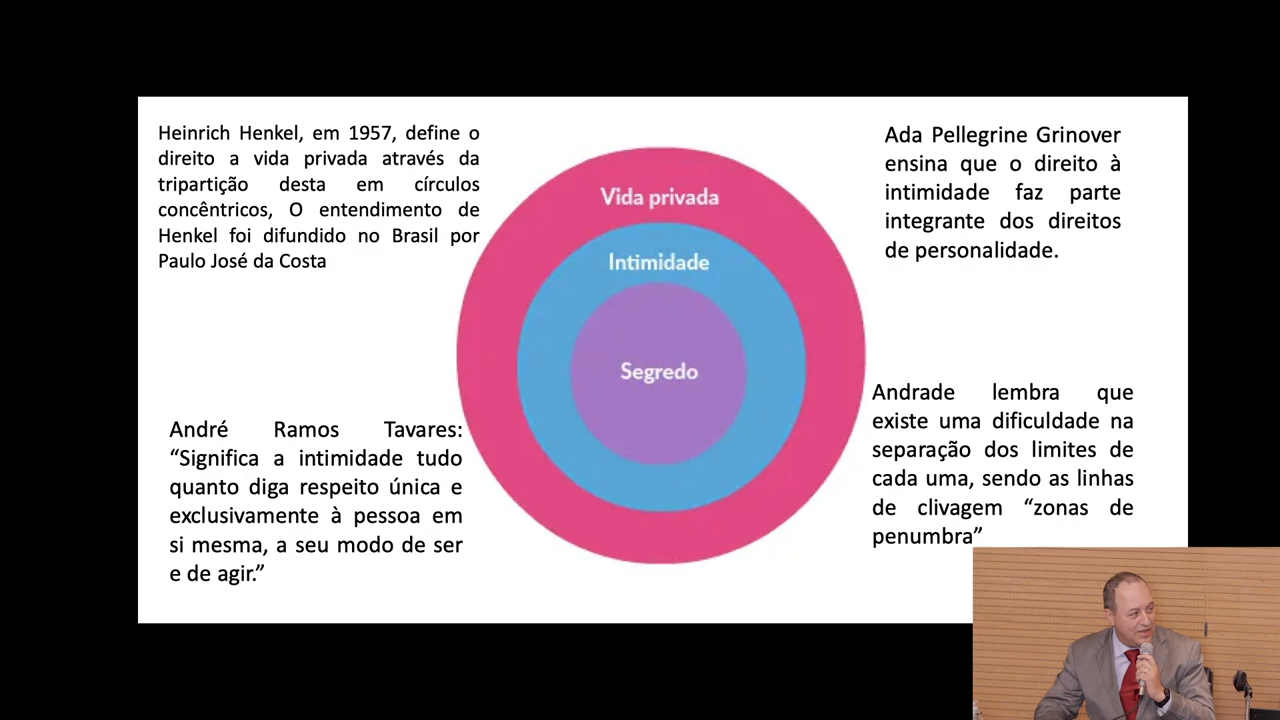 Heinrich Henkel, em 1957, define o
direito a vida privada através da
tripartição desta em círculos
concêntricos, O entendimento de
Henkel foi difundido no Brasil por
Paulo José da Costa
Vida privada
Intimidade
Segredo
Ada Pellegrine Grinover
ensina que o direito à
intimidade faz parte
integrante dos direitos
de personalidade.
André Ramos Tavares:
“Significa a intimidade tudo
quanto diga respeito única e
exclusivamente à pessoa em
si mesma, a seu modo de ser
e de agir.”
Andrade lembra que
existe uma dificuldade na
separação dos limites de
cada uma, sendo as linhas
de clivagem “zonas de
penumbra”